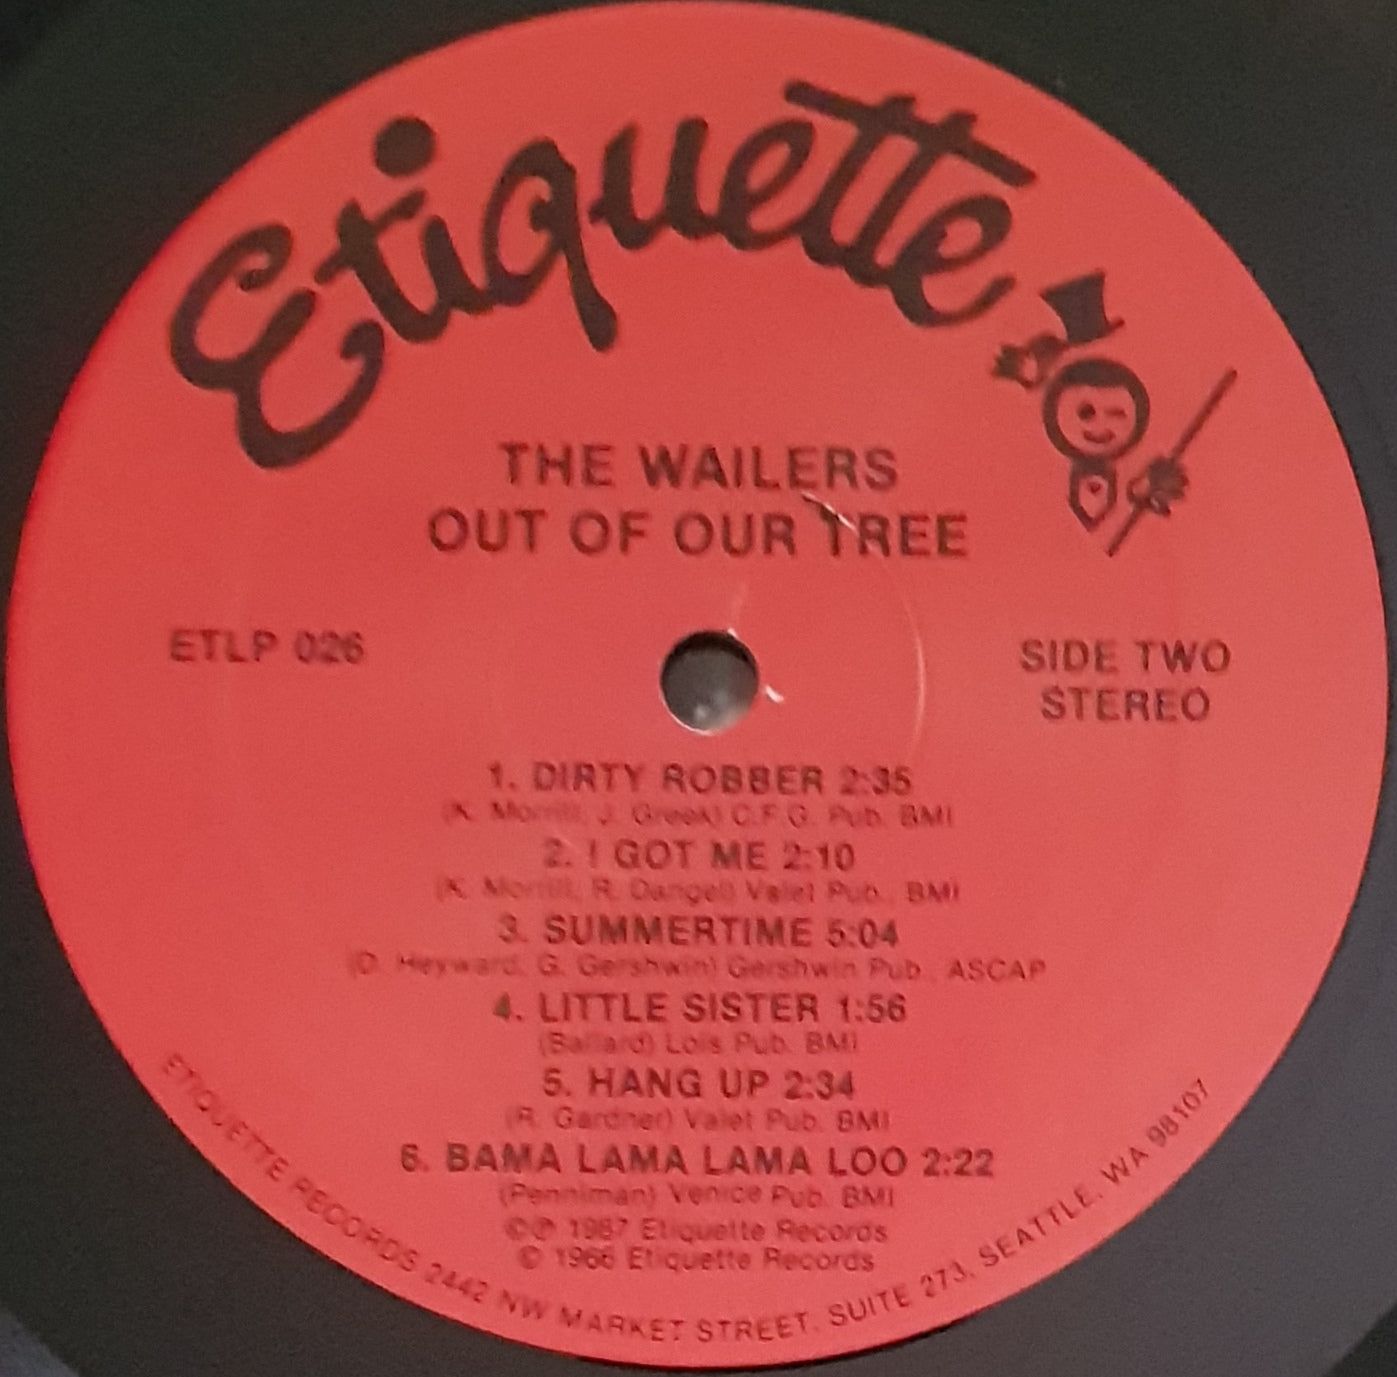 Etiquette
THE WAILERS
OUT OF OUR TREE
ETLP 026
SIDE TWO
STEREO
1. DIRTY ROBBER 2:35
(K. Morrill, J. Greek) C.F.G. Pub. BMI
2. I GOT ME 2:10
(K. Morrill, R. Dangel) Valet Pub., BMI
3. SUMMERTIME 5:04
(D. Heyward, G. Gershwin) Gershwin Pub., ASCAP
4. LITTLE SISTER 1:56
(Ballard) Lois Pub. BMI
5. HANG UP 2:34
(R. Gardner) Valet Pub. BMI
6. BAMA LAMA LAMA LOO 2:22
(Penniman) Venice Pub. BMI
©℗ 1987 Etiquette Records
© 1966 Etiquette Records
ETIQUETTE RECORDS 2442 NW MARKET STREET, SUITE 273, SEATTLE, WA 98107